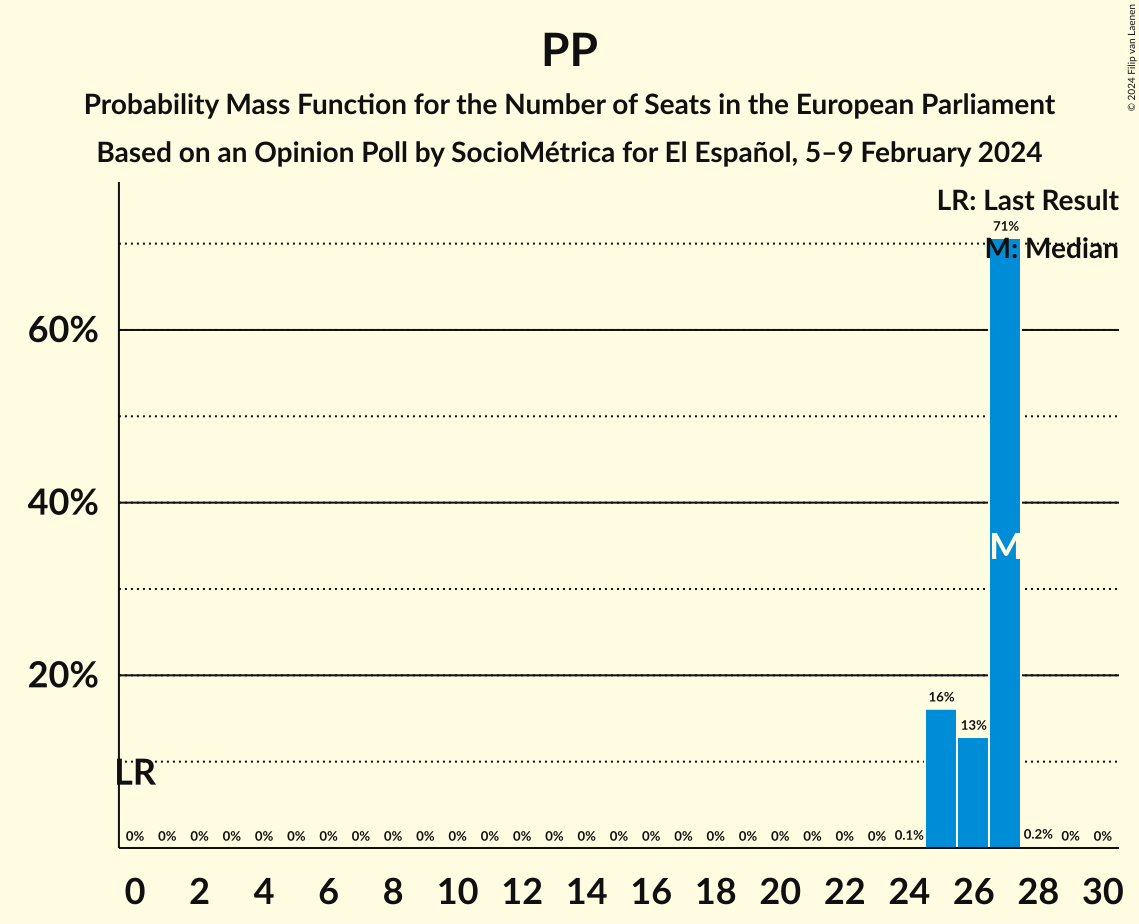 PP
Probability Mass Function for the Number of Seats in the European Parliament
Based on an Opinion Poll by SocioMétrica for El Español, 5–9 February 2024
© 2024 Filip van Laenen
LR: Last Result
71%
M: Median
60%
40%
M
20%
16%
13%
LR
0% 0% 0% 0% 0% 0% 0% 0% 0% 0% 0% 0% 0% 0% 0% 0% 0% 0% 0% 0% 0% 0% 0% 0% 0.1% 0.2% 0% 0%
0 2 4 6 8 10 12 14 16 18 20 22 24 26 28 30